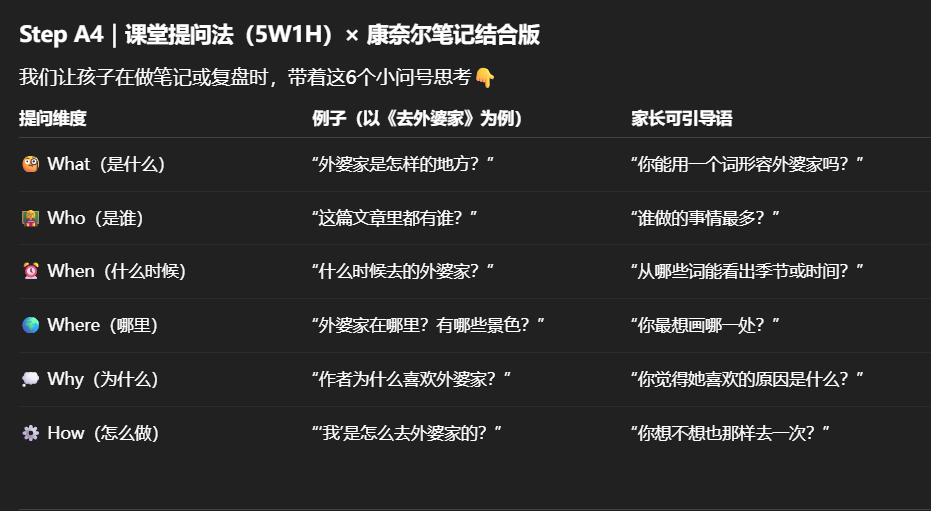 Step A4｜课堂提问法（5W1H）× 康奈尔笔记结合版
我们让孩子在做笔记或复盘时，带着这6个小问号思考👇
提问维度 例子（以《去外婆家》为例） 家长可引导语
🧐 What（是什么） “外婆家是怎样的地方？” “你能用一个词形容外婆家吗？”
👩‍🏫 Who（是谁） “这篇文章里都有谁？” “谁做的事情最多？”
⏰ When（什么时候） “什么时候去的外婆家？” “从哪些词能看出季节或时间？”
🌍 Where（哪里） “外婆家在哪里？有哪些景色？” “你最想画哪一处？”
💭 Why（为什么） “作者为什么喜欢外婆家？” “你觉得她喜欢的原因是什么？”
⚙️ How（怎么做） “‘我’是怎么去外婆家的？” “你想不想也那样去一次？”